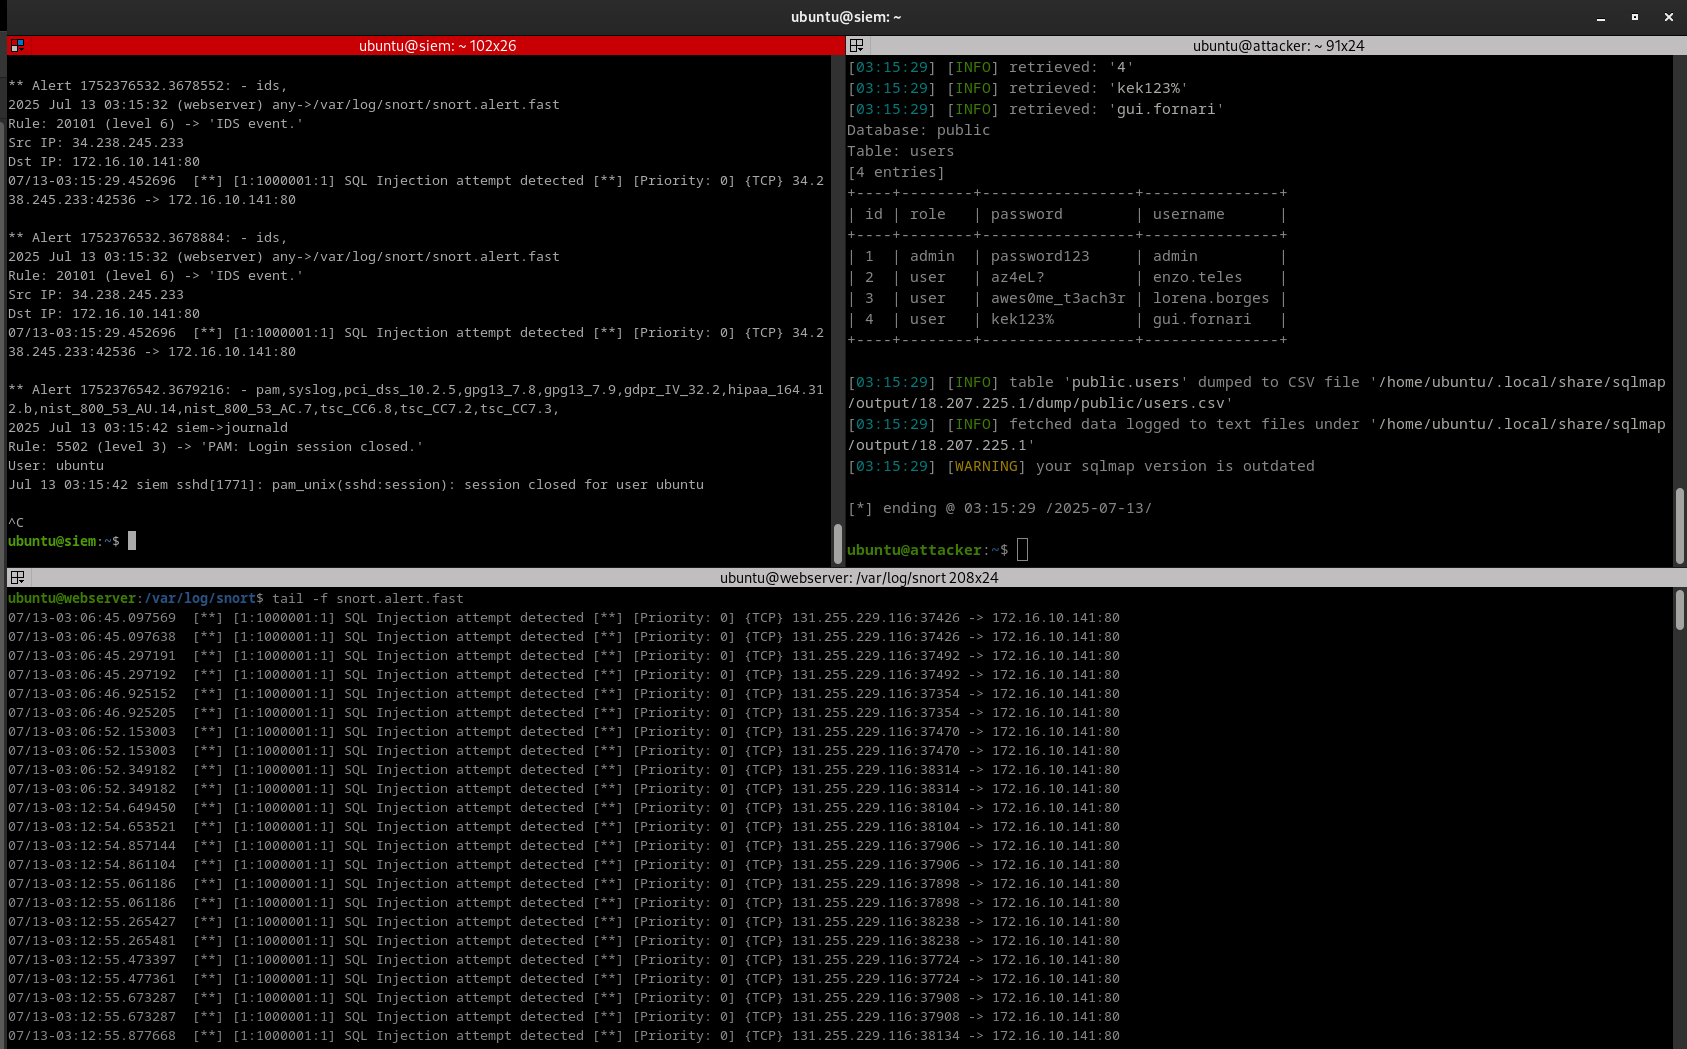 ubuntu@siem: ~
ubuntu@siem: ~ 102x26
** Alert 1752376532.3678552: - ids,
2025 Jul 13 03:15:32 (webserver) any->/var/log/snort/snort.alert.fast
Rule: 20101 (level 6) -> 'IDS event.'
Src IP: 34.238.245.233
Dst IP: 172.16.10.141:80
07/13-03:15:29.452696  [**] [1:1000001:1] SQL Injection attempt detected [**] [Priority: 0] {TCP} 34.2
38.245.233:42536 -> 172.16.10.141:80
** Alert 1752376532.3678884: - ids,
2025 Jul 13 03:15:32 (webserver) any->/var/log/snort/snort.alert.fast
Rule: 20101 (level 6) -> 'IDS event.'
Src IP: 34.238.245.233
Dst IP: 172.16.10.141:80
07/13-03:15:29.452696  [**] [1:1000001:1] SQL Injection attempt detected [**] [Priority: 0] {TCP} 34.2
38.245.233:42536 -> 172.16.10.141:80
** Alert 1752376542.3679216: - pam,syslog,pci_dss_10.2.5,gpg13_7.8,gpg13_7.9,gdpr_IV_32.2,hipaa_164.31
2.b,nist_800_53_AU.14,nist_800_53_AC.7,tsc_CC6.8,tsc_CC7.2,tsc_CC7.3,
2025 Jul 13 03:15:42 siem->journald
Rule: 5502 (level 3) -> 'PAM: Login session closed.'
User: ubuntu
Jul 13 03:15:42 siem sshd[1771]: pam_unix(sshd:session): session closed for user ubuntu
^C
ubuntu@siem:~$
ubuntu@attacker: ~ 91x24
[03:15:29] [INFO] retrieved: '4'
[03:15:29] [INFO] retrieved: 'kek123%'
[03:15:29] [INFO] retrieved: 'gui.fornari'
Database: public
Table: users
[4 entries]
+----+--------+-----------------+---------------+
| id | role   | password        | username      |
+----+--------+-----------------+---------------+
| 1  | admin  | password123     | admin         |
| 2  | user   | az4eL?          | enzo.teles    |
| 3  | user   | awes0me_t3ach3r | lorena.borges |
| 4  | user   | kek123%         | gui.fornari   |
+----+--------+-----------------+---------------+
[03:15:29] [INFO] table 'public.users' dumped to CSV file '/home/ubuntu/.local/share/sqlmap
/output/18.207.225.1/dump/public/users.csv'
[03:15:29] [INFO] fetched data logged to text files under '/home/ubuntu/.local/share/sqlmap
/output/18.207.225.1'
[03:15:29] [WARNING] your sqlmap version is outdated
[*] ending @ 03:15:29 /2025-07-13/
ubuntu@attacker:~$
ubuntu@webserver: /var/log/snort 208x24
ubuntu@webserver:/var/log/snort$ tail -f snort.alert.fast
07/13-03:06:45.097569  [**] [1:1000001:1] SQL Injection attempt detected [**] [Priority: 0] {TCP} 131.255.229.116:37426 -> 172.16.10.141:80
07/13-03:06:45.097638  [**] [1:1000001:1] SQL Injection attempt detected [**] [Priority: 0] {TCP} 131.255.229.116:37426 -> 172.16.10.141:80
07/13-03:06:45.297191  [**] [1:1000001:1] SQL Injection attempt detected [**] [Priority: 0] {TCP} 131.255.229.116:37492 -> 172.16.10.141:80
07/13-03:06:45.297192  [**] [1:1000001:1] SQL Injection attempt detected [**] [Priority: 0] {TCP} 131.255.229.116:37492 -> 172.16.10.141:80
07/13-03:06:46.925152  [**] [1:1000001:1] SQL Injection attempt detected [**] [Priority: 0] {TCP} 131.255.229.116:37354 -> 172.16.10.141:80
07/13-03:06:46.925205  [**] [1:1000001:1] SQL Injection attempt detected [**] [Priority: 0] {TCP} 131.255.229.116:37354 -> 172.16.10.141:80
07/13-03:06:52.153003  [**] [1:1000001:1] SQL Injection attempt detected [**] [Priority: 0] {TCP} 131.255.229.116:37470 -> 172.16.10.141:80
07/13-03:06:52.153003  [**] [1:1000001:1] SQL Injection attempt detected [**] [Priority: 0] {TCP} 131.255.229.116:37470 -> 172.16.10.141:80
07/13-03:06:52.349182  [**] [1:1000001:1] SQL Injection attempt detected [**] [Priority: 0] {TCP} 131.255.229.116:38314 -> 172.16.10.141:80
07/13-03:06:52.349182  [**] [1:1000001:1] SQL Injection attempt detected [**] [Priority: 0] {TCP} 131.255.229.116:38314 -> 172.16.10.141:80
07/13-03:12:54.649450  [**] [1:1000001:1] SQL Injection attempt detected [**] [Priority: 0] {TCP} 131.255.229.116:38104 -> 172.16.10.141:80
07/13-03:12:54.653521  [**] [1:1000001:1] SQL Injection attempt detected [**] [Priority: 0] {TCP} 131.255.229.116:38104 -> 172.16.10.141:80
07/13-03:12:54.857144  [**] [1:1000001:1] SQL Injection attempt detected [**] [Priority: 0] {TCP} 131.255.229.116:37906 -> 172.16.10.141:80
07/13-03:12:54.861104  [**] [1:1000001:1] SQL Injection attempt detected [**] [Priority: 0] {TCP} 131.255.229.116:37906 -> 172.16.10.141:80
07/13-03:12:55.061186  [**] [1:1000001:1] SQL Injection attempt detected [**] [Priority: 0] {TCP} 131.255.229.116:37898 -> 172.16.10.141:80
07/13-03:12:55.061186  [**] [1:1000001:1] SQL Injection attempt detected [**] [Priority: 0] {TCP} 131.255.229.116:37898 -> 172.16.10.141:80
07/13-03:12:55.265427  [**] [1:1000001:1] SQL Injection attempt detected [**] [Priority: 0] {TCP} 131.255.229.116:38238 -> 172.16.10.141:80
07/13-03:12:55.265481  [**] [1:1000001:1] SQL Injection attempt detected [**] [Priority: 0] {TCP} 131.255.229.116:38238 -> 172.16.10.141:80
07/13-03:12:55.473397  [**] [1:1000001:1] SQL Injection attempt detected [**] [Priority: 0] {TCP} 131.255.229.116:37724 -> 172.16.10.141:80
07/13-03:12:55.477361  [**] [1:1000001:1] SQL Injection attempt detected [**] [Priority: 0] {TCP} 131.255.229.116:37724 -> 172.16.10.141:80
07/13-03:12:55.673287  [**] [1:1000001:1] SQL Injection attempt detected [**] [Priority: 0] {TCP} 131.255.229.116:37908 -> 172.16.10.141:80
07/13-03:12:55.673287  [**] [1:1000001:1] SQL Injection attempt detected [**] [Priority: 0] {TCP} 131.255.229.116:37908 -> 172.16.10.141:80
07/13-03:12:55.877668  [**] [1:1000001:1] SQL Injection attempt detected [**] [Priority: 0] {TCP} 131.255.229.116:38134 -> 172.16.10.141:80